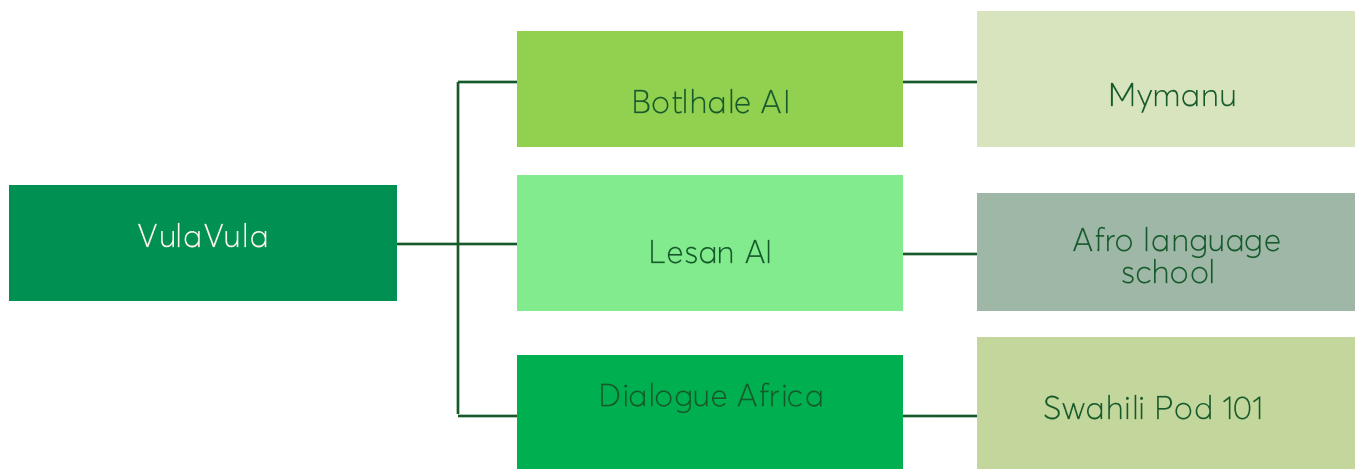 VulaVula
Botlhale AI
Mymanu
Lesan AI
Afro language
school
Dialogue Africa
Swahili Pod 101